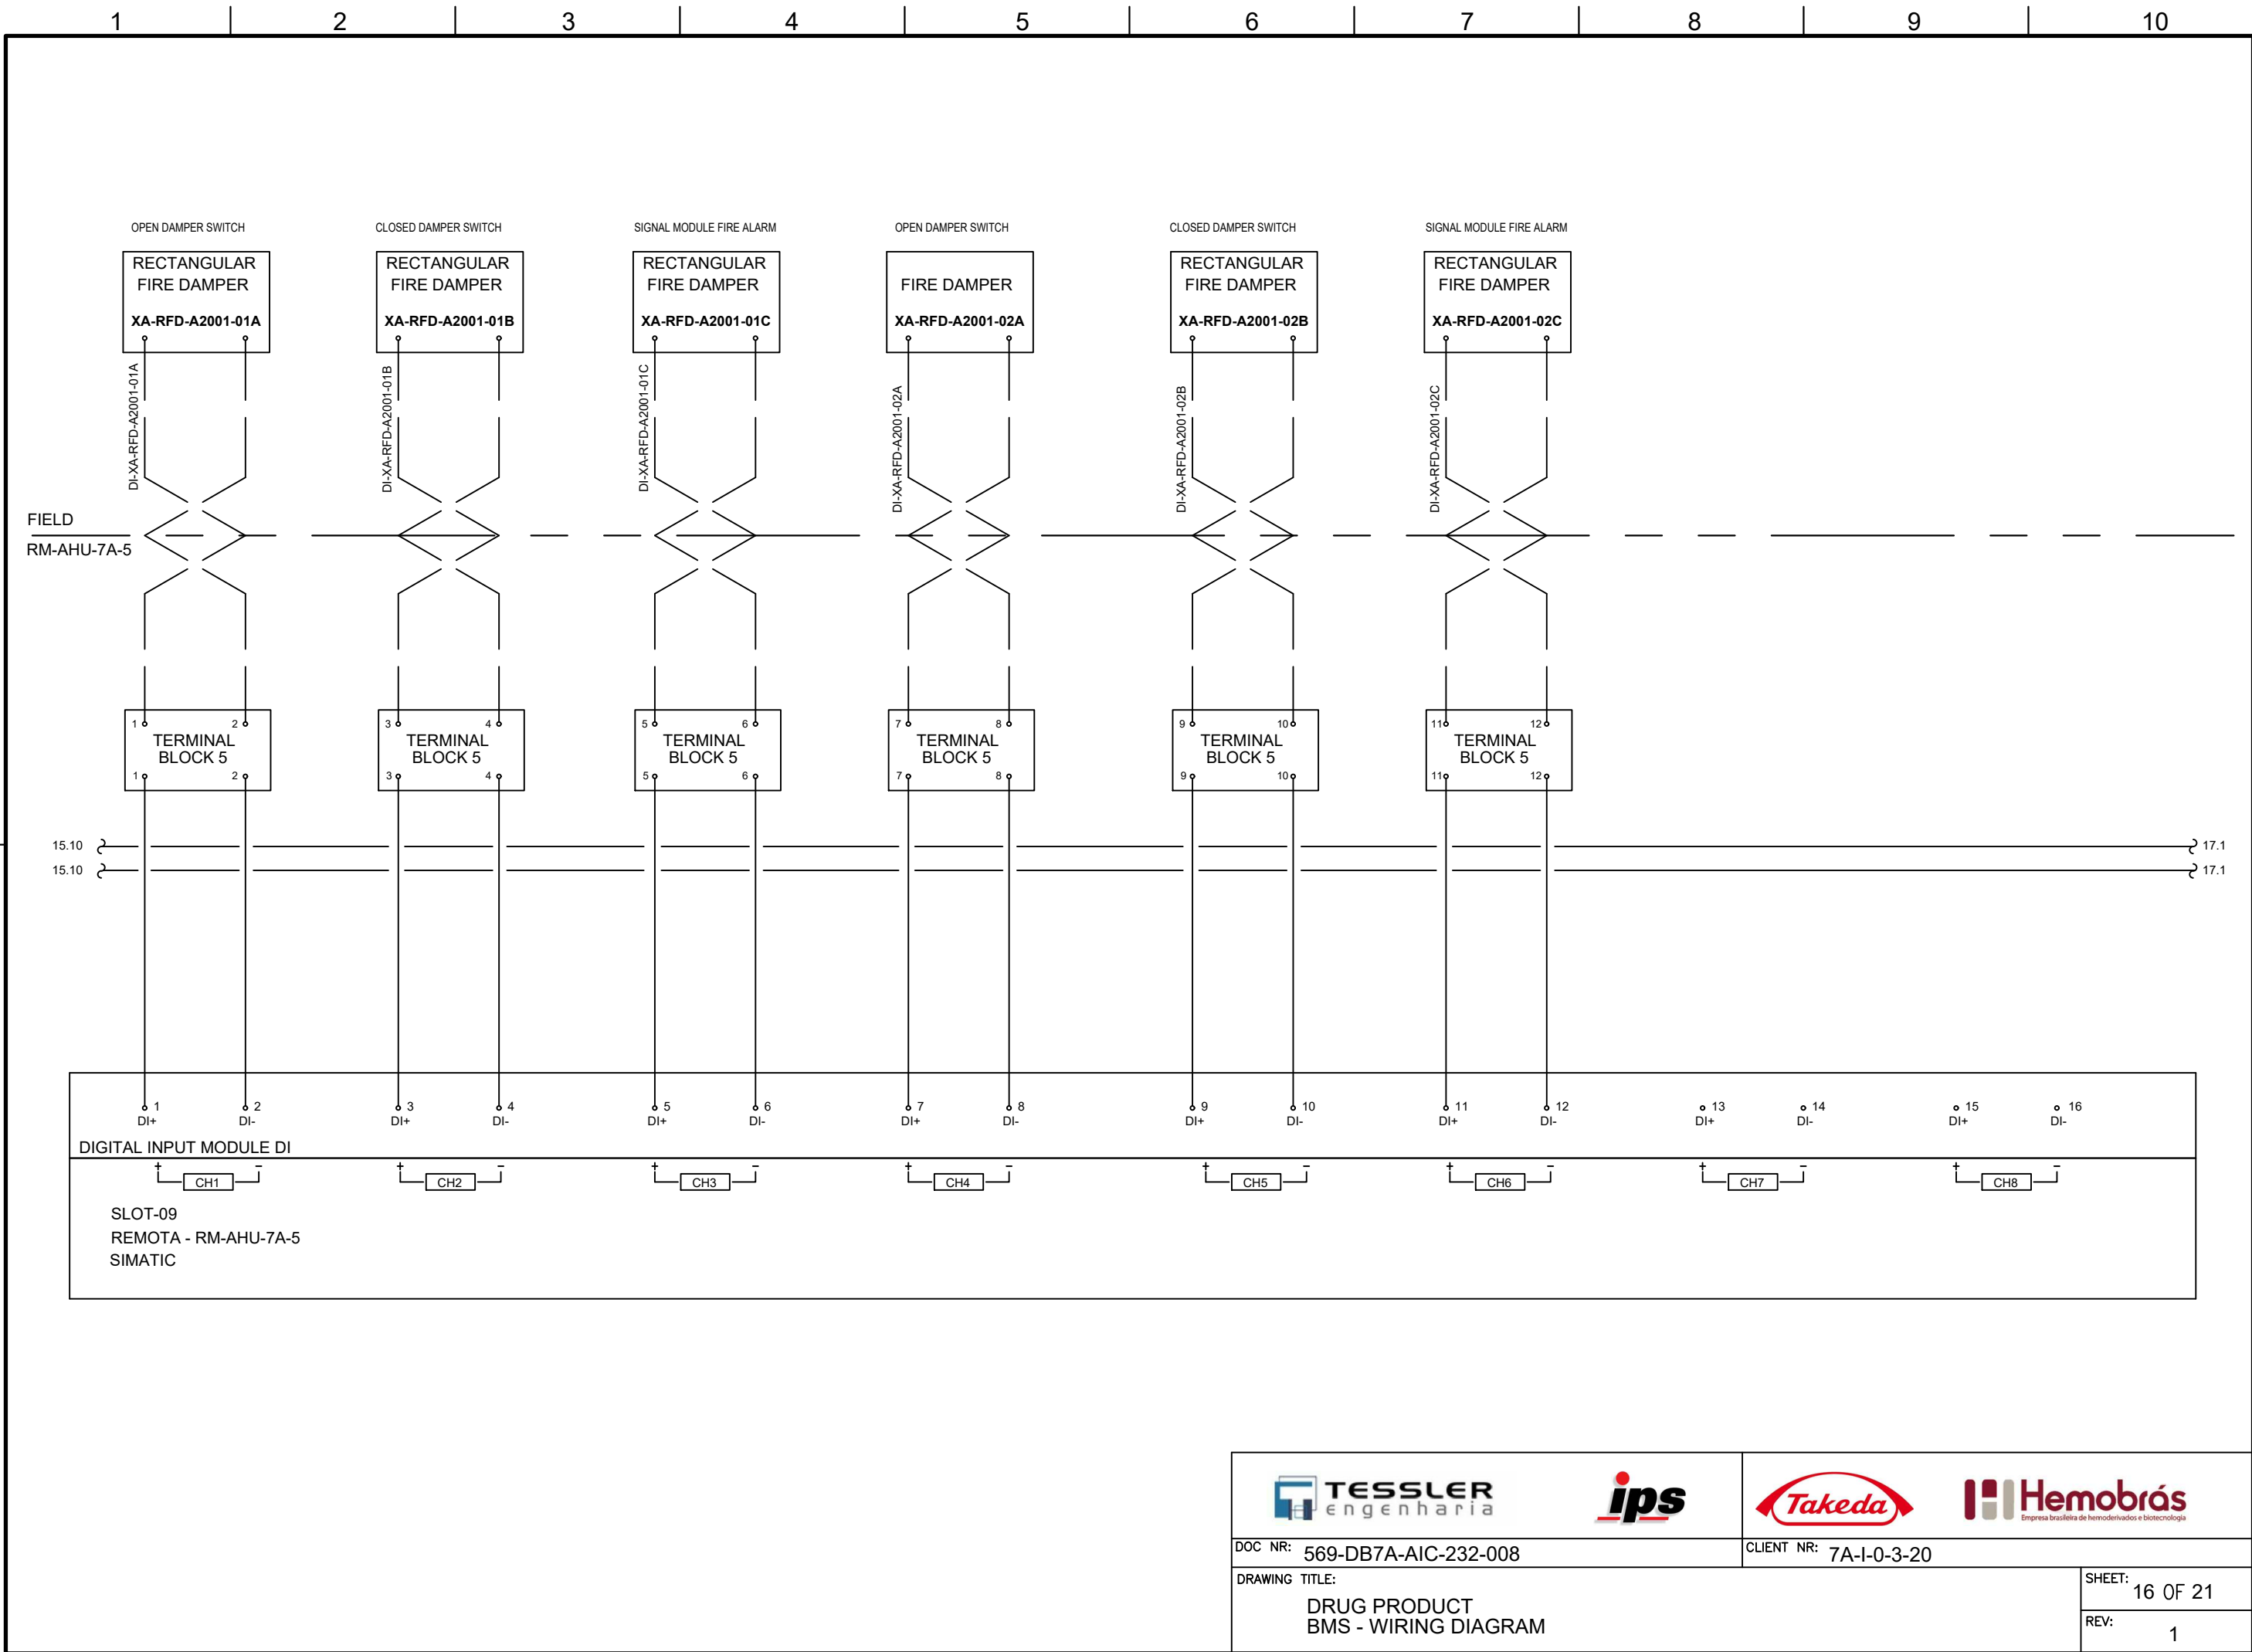 1 2 3 4 5 6 7 8 9 10
OPEN DAMPER SWITCH CLOSED DAMPER SWITCH SIGNAL MODULE FIRE ALARM OPEN DAMPER SWITCH CLOSED DAMPER SWITCH SIGNAL MODULE FIRE ALARM
RECTANGULAR
FIRE DAMPER
XA-RFD-A2001-01A
RECTANGULAR
FIRE DAMPER
XA-RFD-A2001-01B
RECTANGULAR
FIRE DAMPER
XA-RFD-A2001-01C
FIRE DAMPER
XA-RFD-A2001-02A
RECTANGULAR
FIRE DAMPER
XA-RFD-A2001-02B
RECTANGULAR
FIRE DAMPER
XA-RFD-A2001-02C
DI-XA-RFD-A2001-01A
DI-XA-RFD-A2001-01B
DI-XA-RFD-A2001-01C
DI-XA-RFD-A2001-02A
DI-XA-RFD-A2001-02B
DI-XA-RFD-A2001-02C
FIELD
RM-AHU-7A-5
1 2
TERMINAL
BLOCK 5
1 2
3 4
TERMINAL
BLOCK 5
3 4
5 6
TERMINAL
BLOCK 5
5 6
7 8
TERMINAL
BLOCK 5
7 8
9 10
TERMINAL
BLOCK 5
9 10
11 12
TERMINAL
BLOCK 5
11 12
15.10 17.1
15.10 17.1
1 2 3 4 5 6 7 8 9 10 11 12 13 14 15 16
DI+ DI- DI+ DI- DI+ DI- DI+ DI- DI+ DI- DI+ DI- DI+ DI- DI+ DI-
DIGITAL INPUT MODULE DI
+ - + - + - + - + - + - + - + -
CH1 CH2 CH3 CH4 CH5 CH6 CH7 CH8
SLOT-09
REMOTA - RM-AHU-7A-5
SIMATIC
TESSLER
engenharia
ips
Takeda
Hemobrás
Empresa brasileira de hemoderivados e biotecnologia
DOC NR: 569-DB7A-AIC-232-008
CLIENT NR: 7A-I-0-3-20
DRAWING TITLE:
DRUG PRODUCT
BMS - WIRING DIAGRAM
SHEET: 16 OF 21
REV: 1